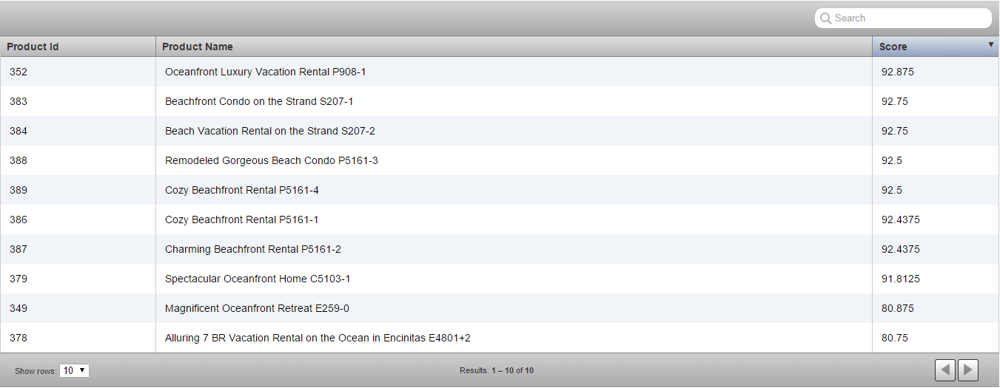 Search
Product Id Product Name Score ▼
352 Oceanfront Luxury Vacation Rental P908-1 92.875
383 Beachfront Condo on the Strand S207-1 92.75
384 Beach Vacation Rental on the Strand S207-2 92.75
388 Remodeled Gorgeous Beach Condo P5161-3 92.5
389 Cozy Beachfront Rental P5161-4 92.5
386 Cozy Beachfront Rental P5161-1 92.4375
387 Charming Beachfront Rental P5161-2 92.4375
379 Spectacular Oceanfront Home C5103-1 91.8125
349 Magnificent Oceanfront Retreat E259-0 80.875
378 Alluring 7 BR Vacation Rental on the Ocean in Encinitas E4801+2 80.75
Show rows: 10 ▼ Results: 1 – 10 of 10